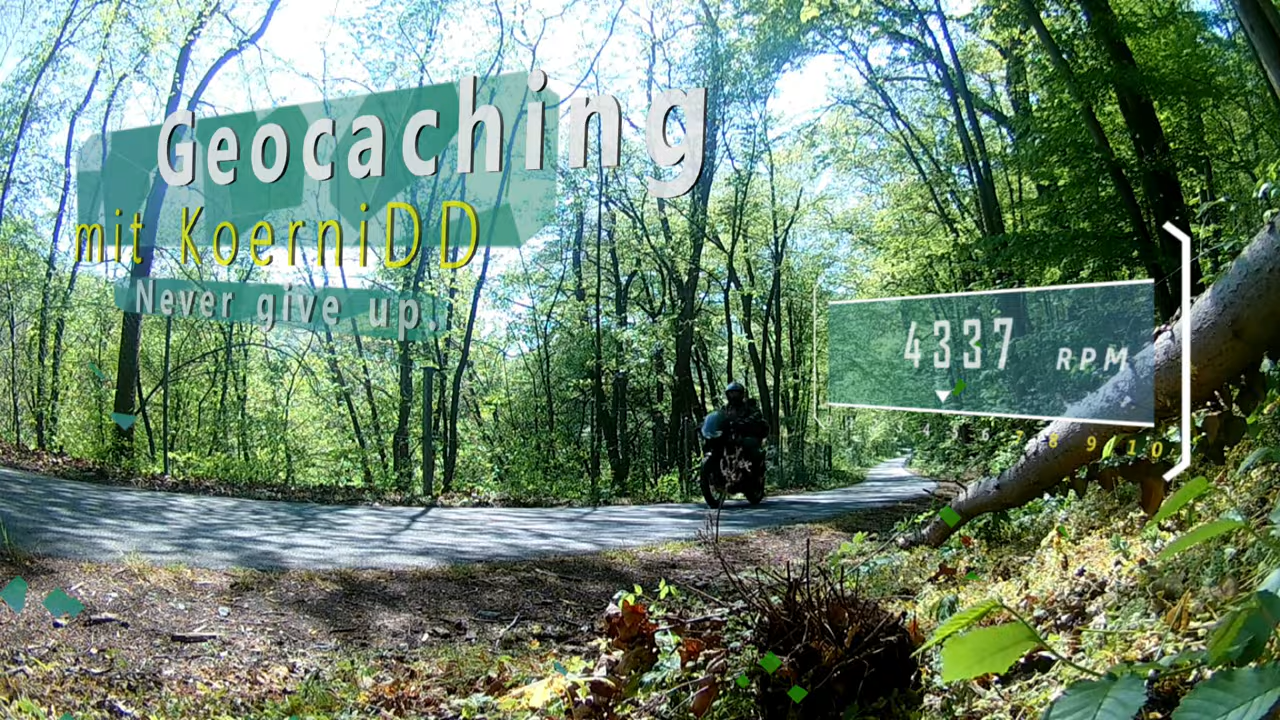 Geocaching
mit KoerniDD
Never give up.
4337 RPM
8 9 10